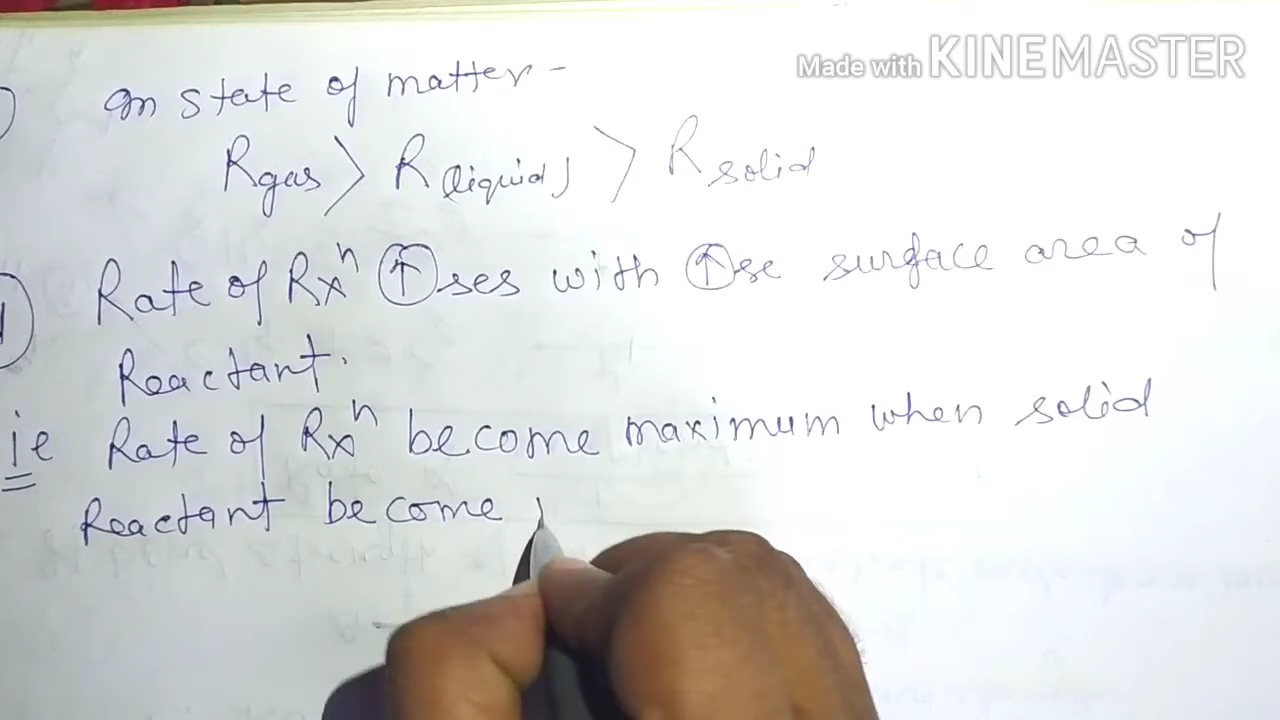 Made with KINEMASTER
On state of matter -
Rgas > R(liquid) > Rsolid
Rate of Rxⁿ ↑ses with ↑se surface area of
Reactant.
ie Rate of Rxⁿ become maximum when solid
Reactant become